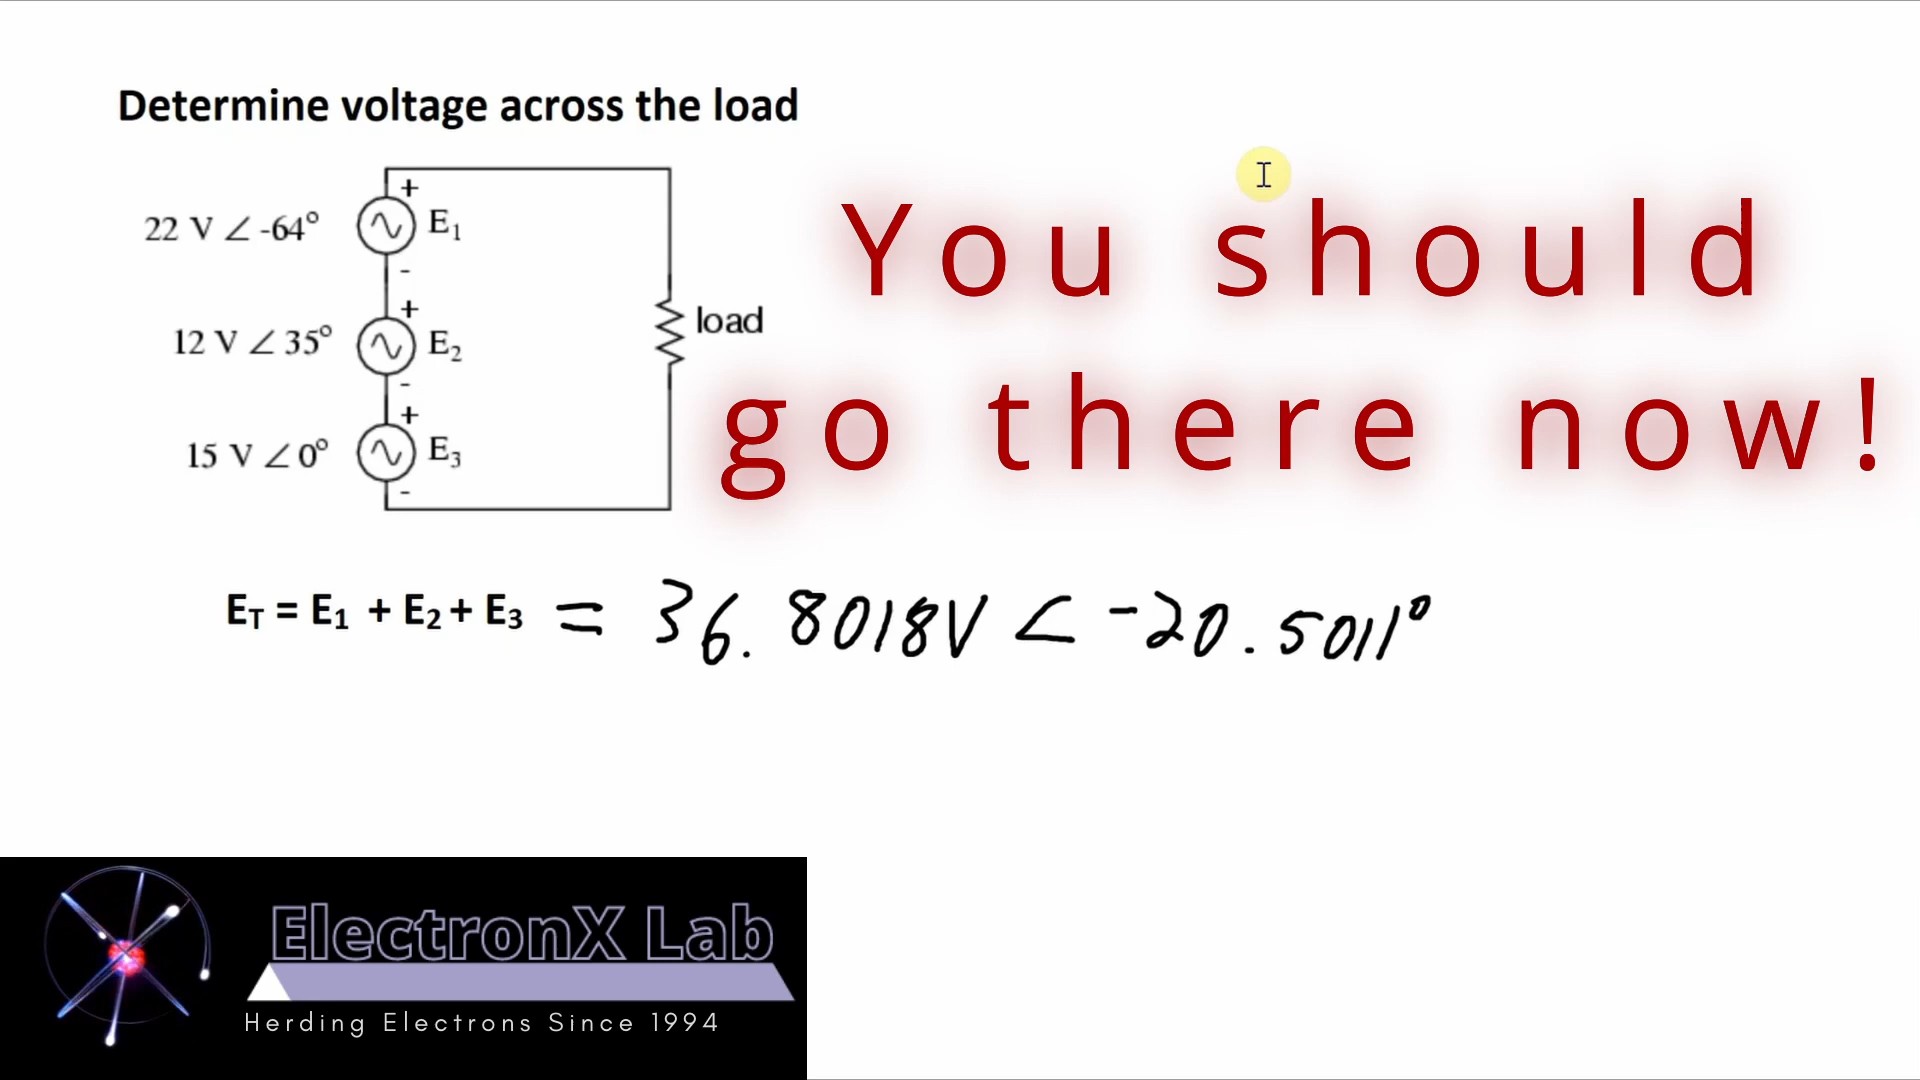 Determine voltage across the load
You should
go there now!
22 V ∠ -64°
+
E₁
-
12 V ∠ 35°
+
E₂
-
load
15 V ∠ 0°
+
E₃
-
E_T = E₁ + E₂ + E₃ = 36.8018V ∠ -20.5011°
ElectronX Lab
Herding Electrons Since 1994